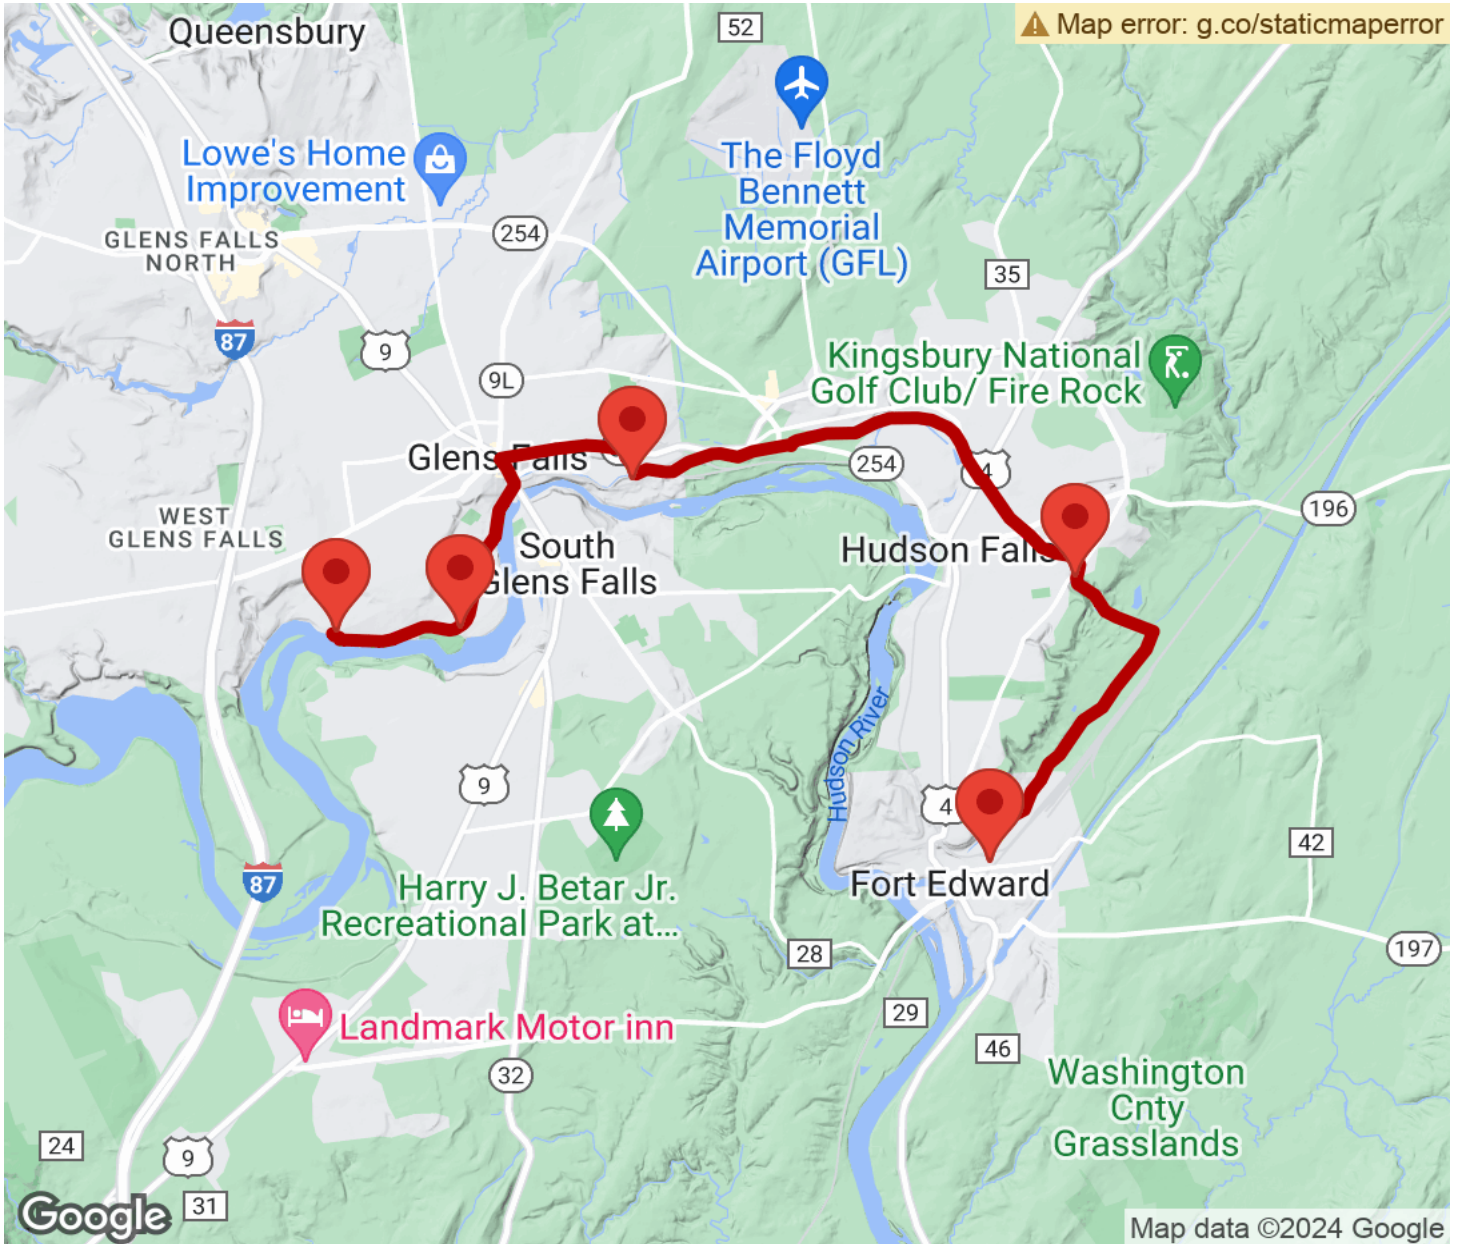 Queensbury
52
Map error: g.co/staticmaperror
Lowe's Home
Improvement
The Floyd
Bennett
Memorial
Airport (GFL)
GLENS FALLS
NORTH
254
35
87
9
Kingsbury National
Golf Club/ Fire Rock
9L
Glens Falls
254
4
196
WEST
GLENS FALLS
South
Glens Falls
Hudson Falls
Hudson River
9
4
42
87
Harry J. Betar Jr.
Recreational Park at...
Fort Edward
28
197
29
Landmark Motor inn
46
32
Washington
Cnty
Grasslands
24
9
31
Google
Map data ©2024 Google